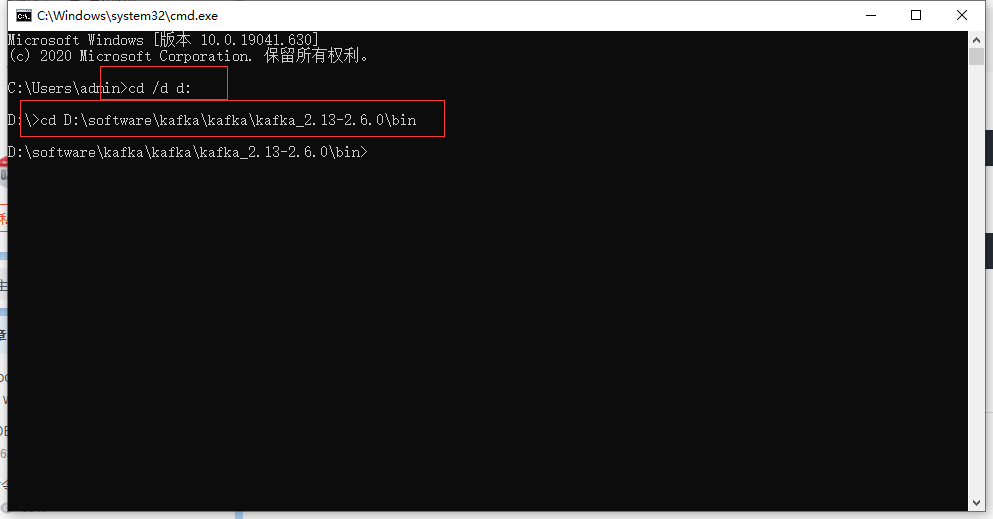 C:\Windows\system32\cmd.exe
Microsoft Windows [版本 10.0.19041.630]
(c) 2020 Microsoft Corporation. 保留所有权利。
C:\Users\admin>cd /d d:
D:\>cd D:\software\kafka\kafka\kafka_2.13-2.6.0\bin
D:\software\kafka\kafka\kafka_2.13-2.6.0\bin>